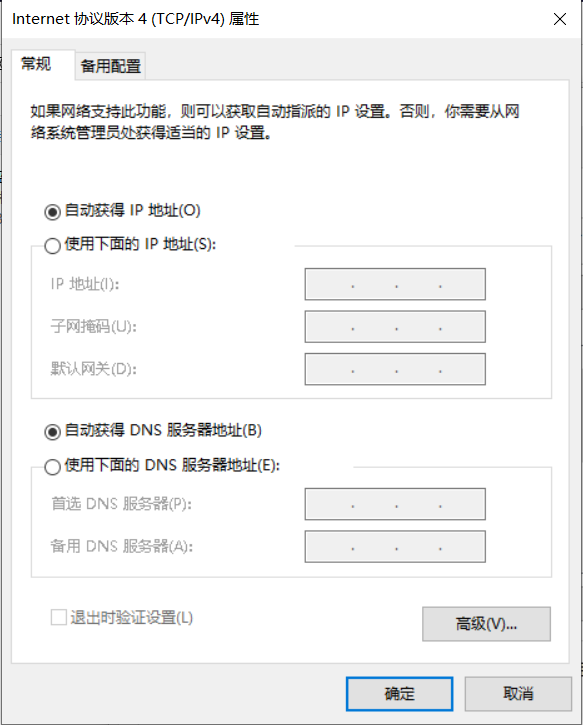 Internet 协议版本 4 (TCP/IPv4) 属性
常规
备用配置
如果网络支持此功能，则可以获取自动指派的 IP 设置。否则，你需要从网
络系统管理员处获得适当的 IP 设置。
自动获得 IP 地址(O)
使用下面的 IP 地址(S):
IP 地址(I):
子网掩码(U):
默认网关(D):
自动获得 DNS 服务器地址(B)
使用下面的 DNS 服务器地址(E):
首选 DNS 服务器(P):
备用 DNS 服务器(A):
退出时验证设置(L)
高级(V)...
确定
取消